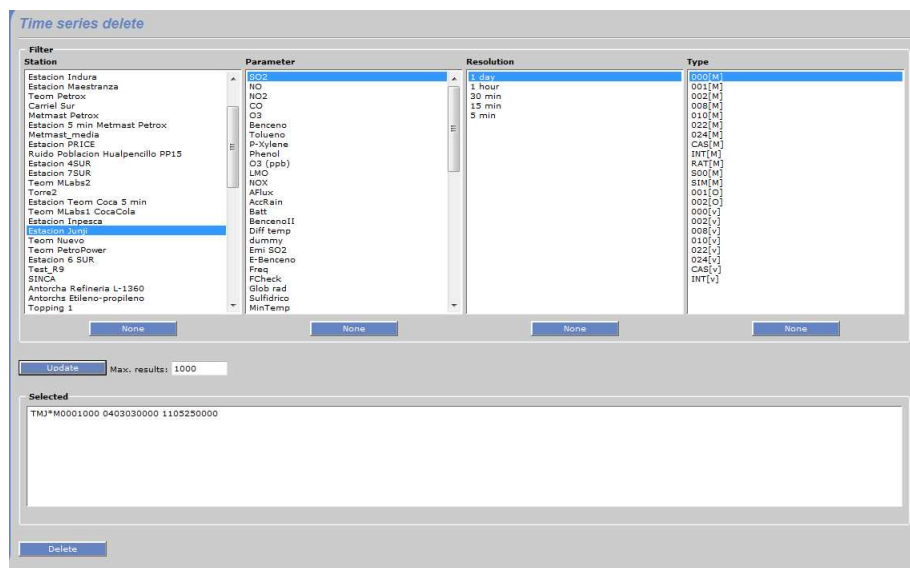 Time series delete
Filter
Station
Estacion Indura
Estacion Maestranza
Teom Petrox
Carriel Sur
Metmast Petrox
Estacion 5 min Metmast Petrox
Metmast_media
Estacion PRICE
Ruido Poblacion Hualpencillo PP15
Estacion 4SUR
Estacion 7SUR
Teom MLabs2
Torre2
Estacion Teom Coca 5 min
Teom MLabs1 CocaCola
Estacion Inpesca
Estacion Junji
Teom Nuevo
Teom PetroPower
Estacion 6 SUR
Test_R9
SINCA
Antorcha Refineria L-1360
Antorchs Etileno-propileno
Topping 1
None
Parameter
SO2
NO
NO2
CO
O3
Benceno
Tolueno
P-Xylene
Phenol
O3 (ppb)
LMO
NOX
AFlux
AccRain
Batt
BencenoII
Diff temp
dummy
Emi SO2
E-Benceno
Freq
FCheck
Glob rad
Sulfidrico
MinTemp
None
Resolution
1 day
1 hour
30 min
15 min
5 min
None
Type
000[M]
001[M]
002[M]
008[M]
010[M]
022[M]
024[M]
CAS[M]
INT[M]
RAT[M]
S00[M]
SIM[M]
001[O]
002[O]
000[v]
002[v]
008[v]
010[v]
022[v]
024[v]
CAS[v]
INT[v]
None
Update Max. results: 1000
Selected
TMJ*M0001000 0403030000 1105250000
Delete